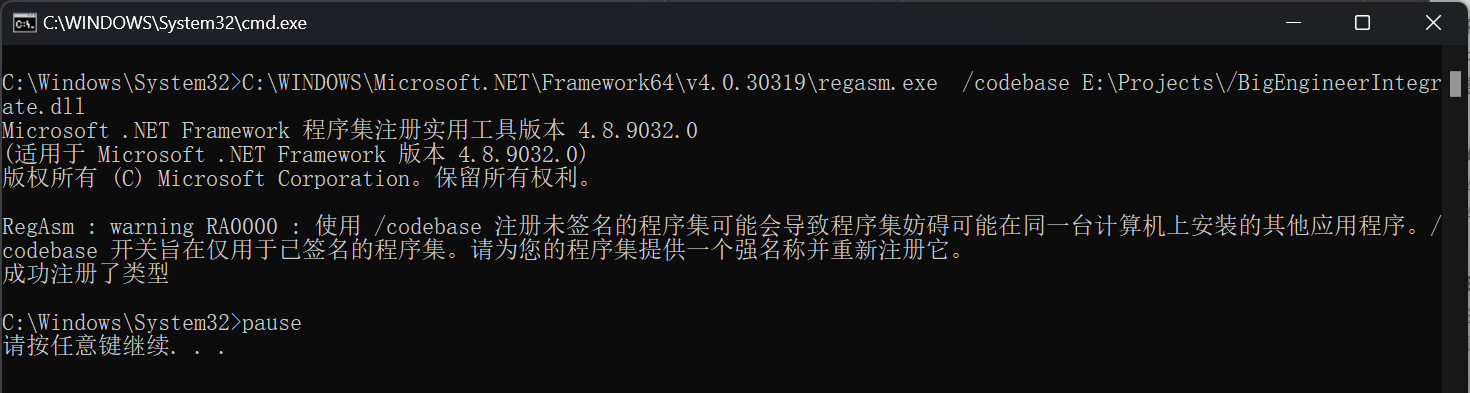 C:\WINDOWS\System32\cmd.exe
C:\Windows\System32>C:\WINDOWS\Microsoft.NET\Framework64\v4.0.30319\regasm.exe  /codebase E:\Projects\/BigEngineerIntegr
ate.dll
Microsoft .NET Framework 程序集注册实用工具版本 4.8.9032.0
(适用于 Microsoft .NET Framework 版本 4.8.9032.0)
版权所有 (C) Microsoft Corporation。保留所有权利。
RegAsm : warning RA0000 : 使用 /codebase 注册未签名的程序集可能会导致程序集妨碍可能在同一台计算机上安装的其他应用程序。/
codebase 开关旨在仅用于已签名的程序集。请为您的程序集提供一个强名称并重新注册它。
成功注册了类型
C:\Windows\System32>pause
请按任意键继续. . .